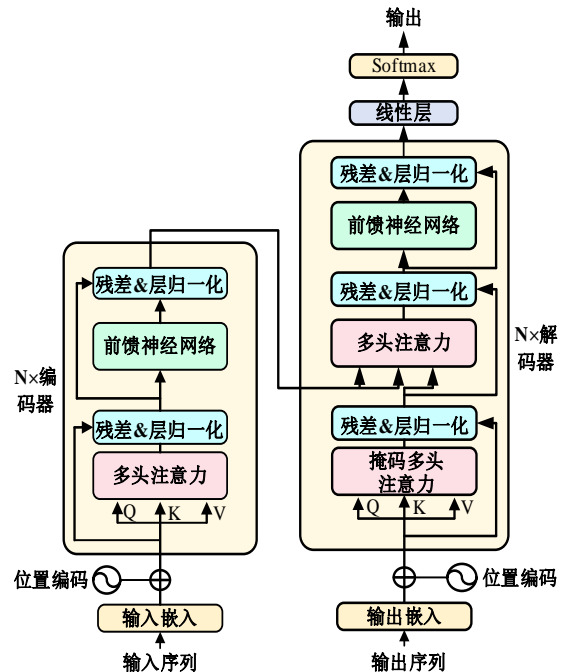 输出
Softmax
线性层
残差&层归一化
前馈神经网络
残差&层归一化
多头注意力
N×解
码器
残差&层归一化
掩码多头
注意力
Q
K
V
位置编码
输出嵌入
输出序列
残差&层归一化
前馈神经网络
N×编
码器
残差&层归一化
多头注意力
Q
K
V
位置编码
输入嵌入
输入序列